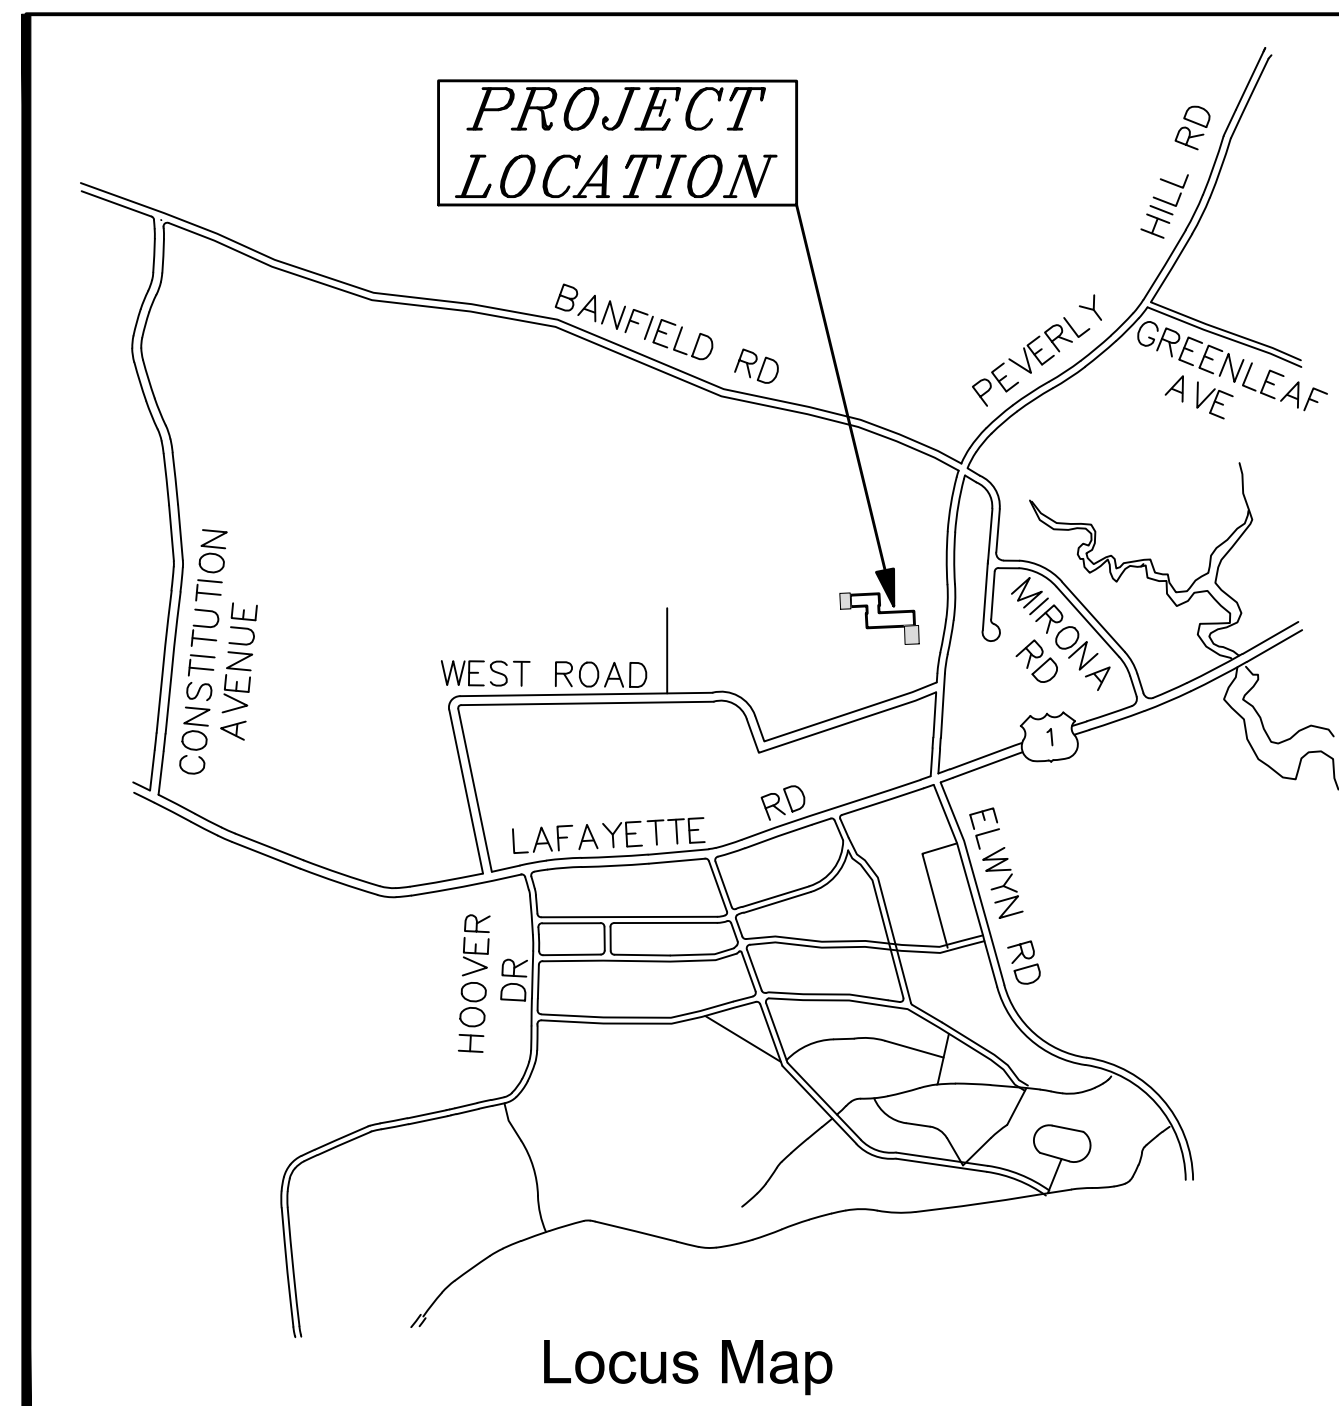 PROJECT
LOCATION
HILL RD
BANFIELD RD
PEVERLY
GREENLEAF
AVE
CONSTITUTION
AVENUE
MIRONA
RD
WEST ROAD
1
LAFAYETTE RD
ELWYN RD
HOOVER
DR
Locus Map